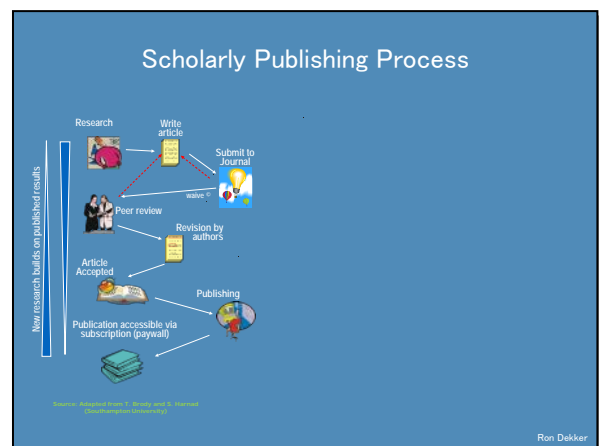 Scholarly Publishing Process
Research
Write
article
Submit to
Journal
waive ©
Peer review
Revision by
authors
Article
Accepted
Publishing
Publication accessible via
subscription (paywall)
New research builds on published results
Source: Adapted from T. Brody and S. Harnad
(Southampton University)
Ron Dekker